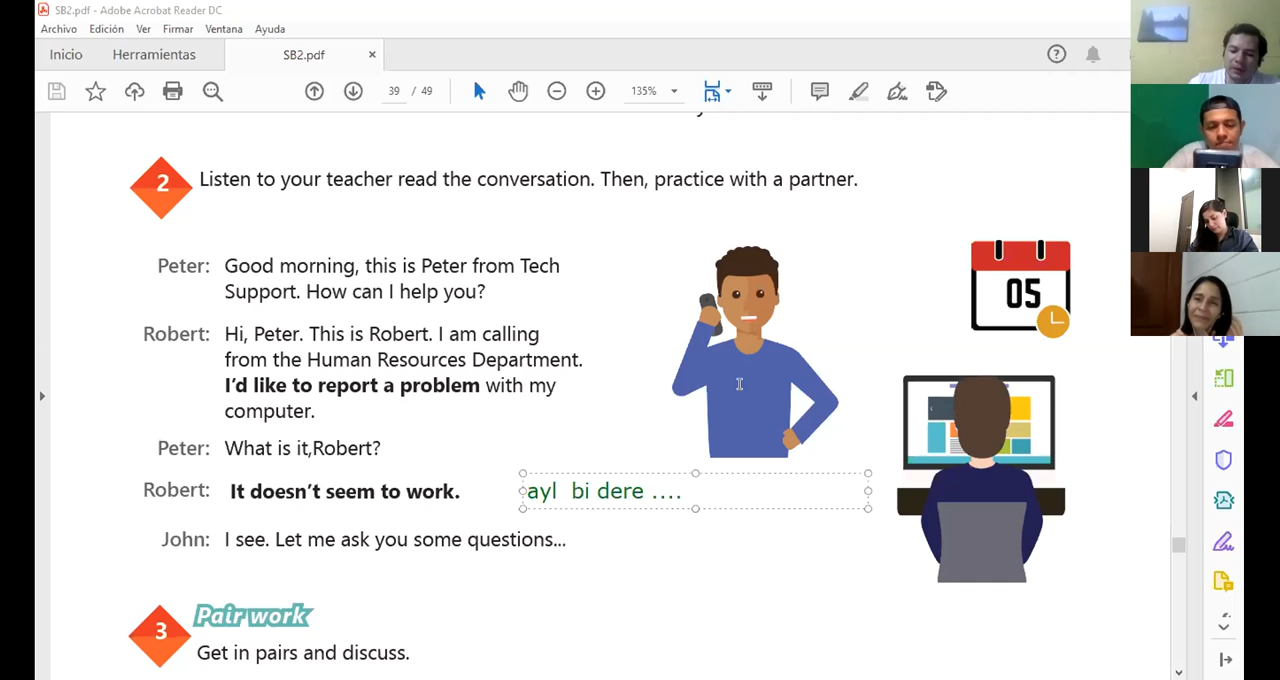 SB2.pdf - Adobe Acrobat Reader DC
Archivo Edición Ver Firmar Ventana Ayuda
Inicio Herramientas SB2.pdf ×
39 / 49 135%
2 Listen to your teacher read the conversation. Then, practice with a partner.
Peter: Good morning, this is Peter from Tech
Support. How can I help you?
Robert: Hi, Peter. This is Robert. I am calling
from the Human Resources Department.
I'd like to report a problem with my
computer.
Peter: What is it,Robert?
Robert: It doesn't seem to work.
ayl bi dere ....
John: I see. Let me ask you some questions...
05
3 Pair work
Get in pairs and discuss.